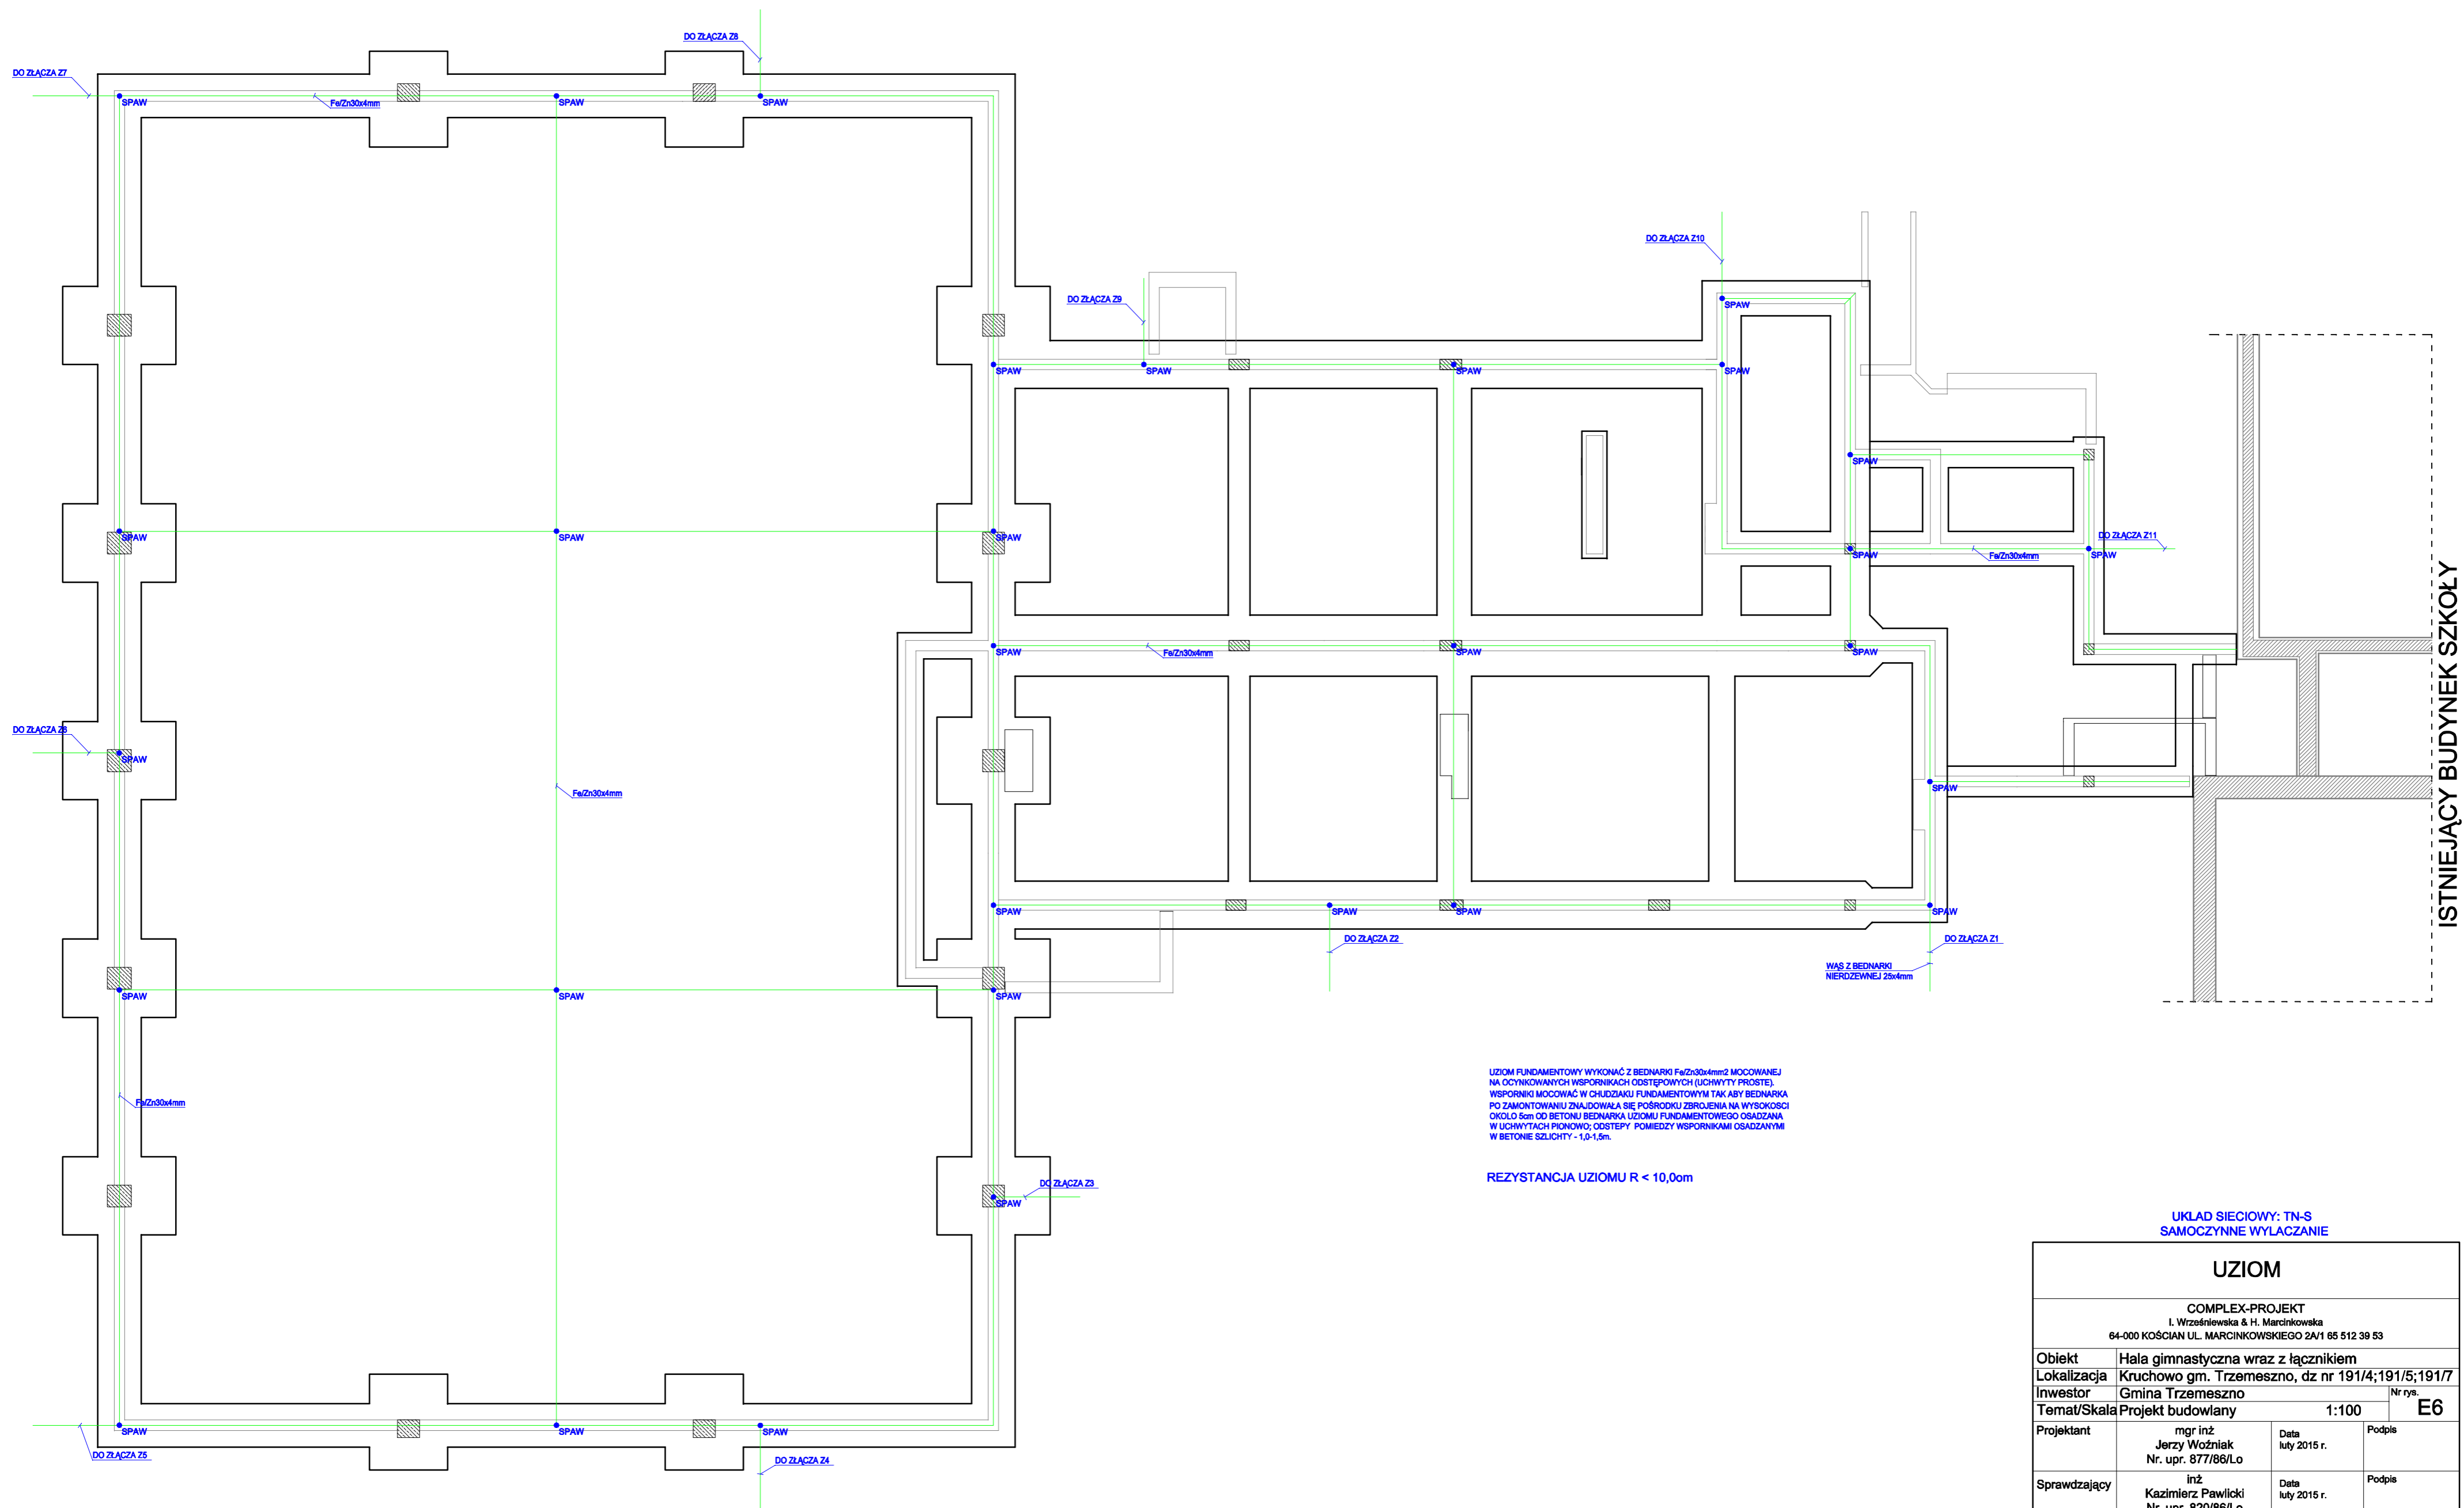 DO ZŁĄCZA Z8
DO ZŁĄCZA Z7
SPAW
Fe/Zn30x4mm
SPAW
SPAW
DO ZŁĄCZA Z10
DO ZŁĄCZA Z9
SPAW
SPAW
SPAW
SPAW
SPAW
SPAW
SPAW
SPAW
SPAW
DO ZŁĄCZA Z11
SPAW
Fe/Zn30x4mm
SPAW
SPAW
Fe/Zn30x4mm
SPAW
SPAW
DO ZŁĄCZA Z6
SPAW
Fe/Zn30x4mm
SPAW
ISTNIEJĄCY BUDYNEK SZKOŁY
SPAW
SPAW
SPAW
SPAW
DO ZŁĄCZA Z2
DO ZŁĄCZA Z1
WĄS Z BEDNARKI
NIERDZEWNEJ 25x4mm
SPAW
SPAW
SPAW
Fe/Zn30x4mm
UZIOM FUNDAMENTOWY WYKONAĆ Z BEDNARKI Fe/Zn30x4mm2 MOCOWANEJ
NA OCYNKOWANYCH WSPORNIKACH ODSTĘPOWYCH (UCHWYTY PROSTE).
WSPORNIKI MOCOWAĆ W CHUDZIAKU FUNDAMENTOWYM TAK ABY BEDNARKA
PO ZAMONTOWANIU ZNAJDOWAŁA SIĘ POŚRODKU ZBROJENIA NA WYSOKOSCI
OKOLO 5cm OD BETONU BEDNARKA UZIOMU FUNDAMENTOWEGO OSADZANA
W UCHWYTACH PIONOWO; ODSTEPY POMIEDZY WSPORNIKAMI OSADZANYMI
W BETONIE SZLICHTY - 1,0-1,5m.
REZYSTANCJA UZIOMU R < 10,0om
DO ZŁĄCZA Z3
SPAW
SPAW
SPAW
SPAW
DO ZŁĄCZA Z5
DO ZŁĄCZA Z4
UKLAD SIECIOWY: TN-S
SAMOCZYNNE WYLACZANIE
UZIOM
COMPLEX-PROJEKT
I. Wrześniewska & H. Marcinkowska
64-000 KOŚCIAN UL. MARCINKOWSKIEGO 2A/1 65 512 39 53
Obiekt Hala gimnastyczna wraz z łącznikiem
Lokalizacja Kruchowo gm. Trzemeszno, dz nr 191/4;191/5;191/7
Inwestor Gmina Trzemeszno Nr rys.
Temat/Skala Projekt budowlany 1:100 E6
Projektant mgr inż Data Podpis
Jerzy Woźniak luty 2015 r.
Nr. upr. 877/86/Lo
Sprawdzający inż Data Podpis
Kazimierz Pawlicki luty 2015 r.
Nr. upr. 820/86/Lo